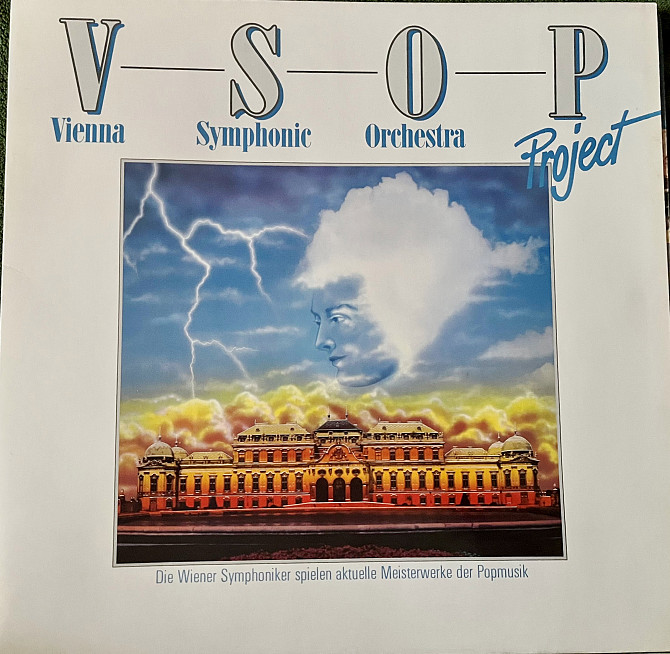 V S O P
Vienna Symphonic Orchestra
Project
Die Wiener Symphoniker spielen aktuelle Meisterwerke der Popmusik